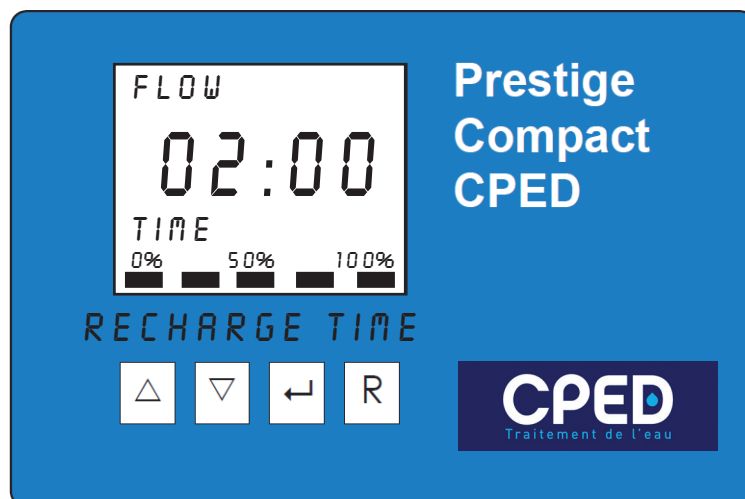 FLOW
02:00
TIME
0% 50% 100%
RECHARGE TIME
R
Prestige
Compact
CPED
CPED
Traitement de l'eau